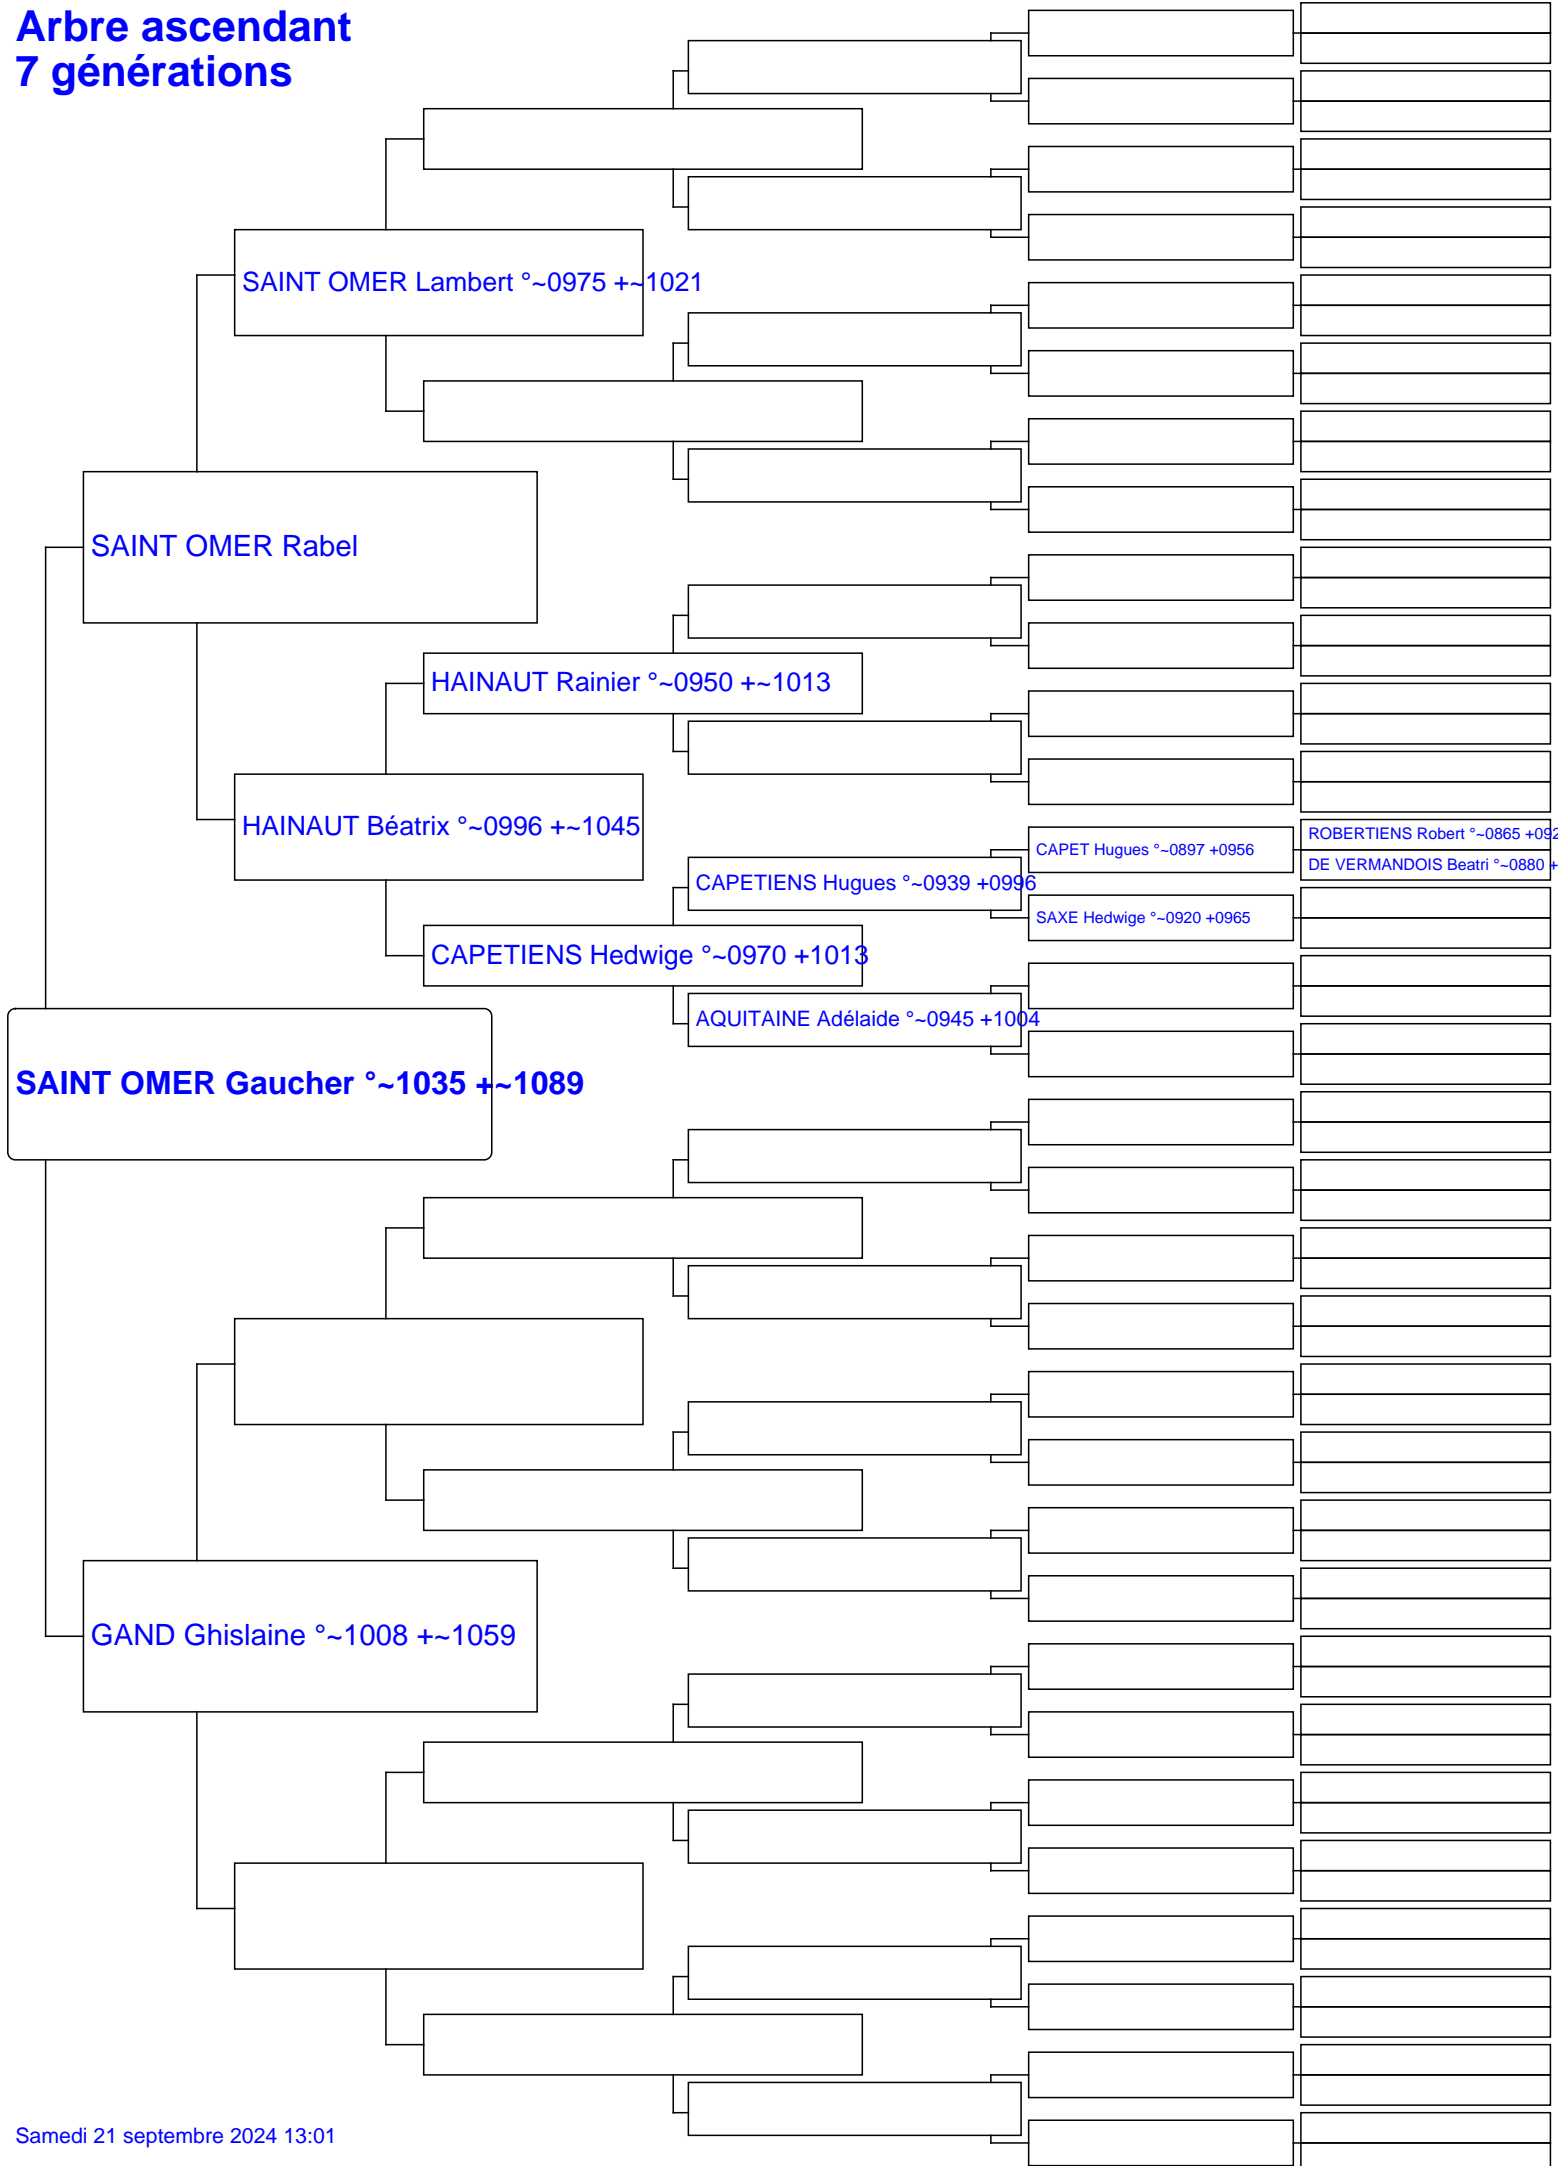 Arbre ascendant
7 générations
SAINT OMER Lambert °~0975 +~1021
SAINT OMER Rabel
HAINAUT Rainier °~0950 +~1013
HAINAUT Béatrix °~0996 +~1045
ROBERTIENS Robert °~0865 +092
CAPET Hugues °~0897 +0956
DE VERMANDOIS Beatri °~0880 +
CAPETIENS Hugues °~0939 +0996
SAXE Hedwige °~0920 +0965
CAPETIENS Hedwige °~0970 +1013
AQUITAINE Adélaide °~0945 +1004
SAINT OMER Gaucher °~1035 +~1089
GAND Ghislaine °~1008 +~1059
Samedi 21 septembre 2024 13:01